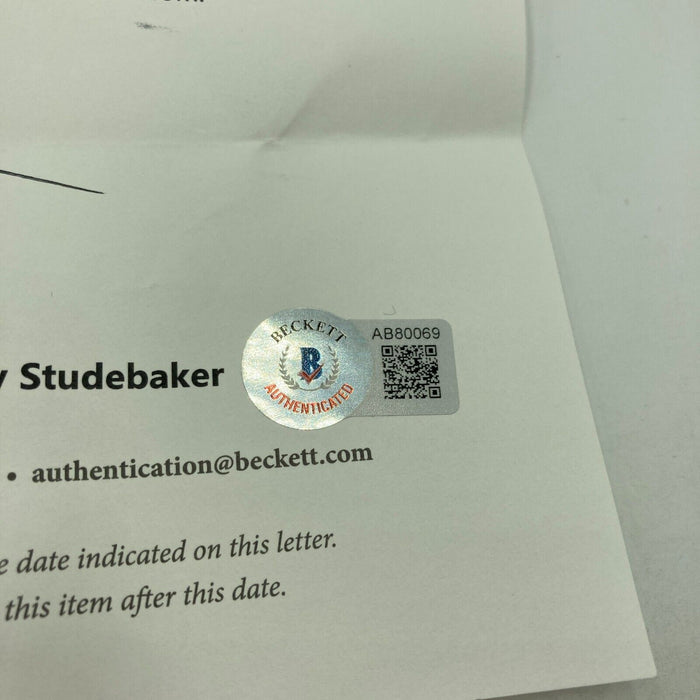 BECKETT
B
AUTHENTICATED
AB80069
Studebaker
• authentication@beckett.com
date indicated on this letter.
this item after this date.